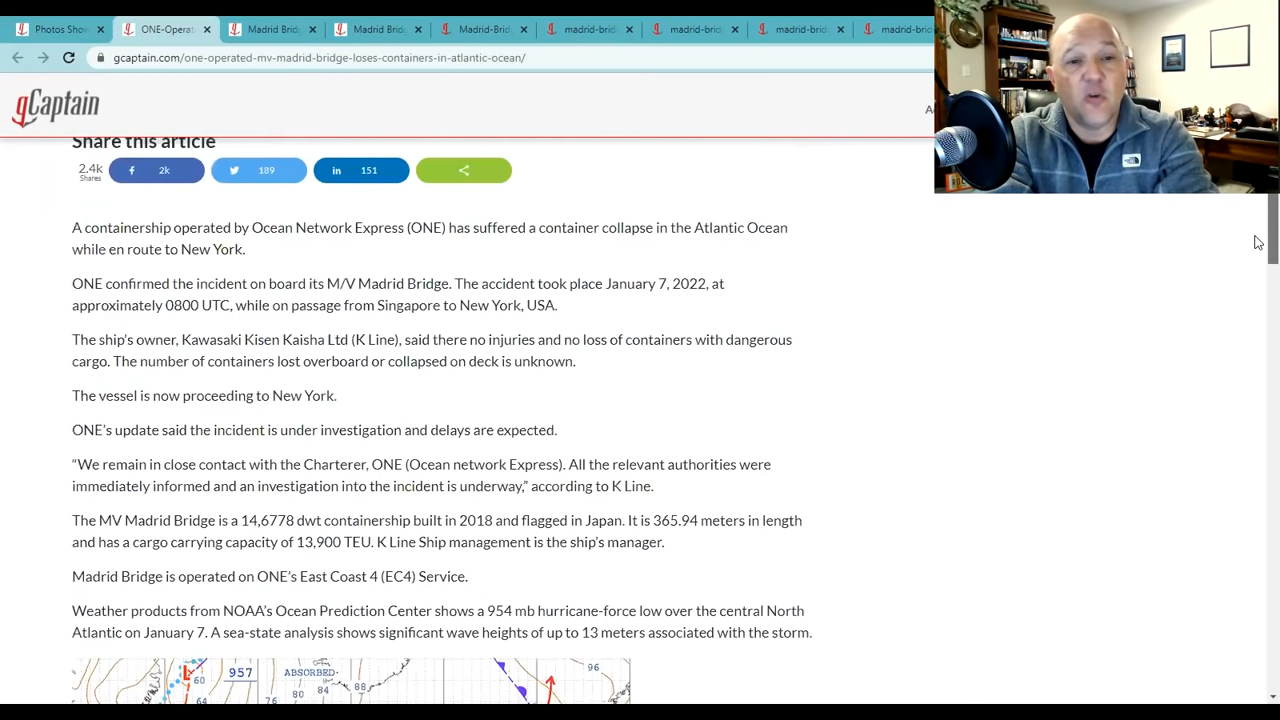 Photos Sho
ONE-Operat
Madrid Brid
Madrid Brid
Madrid-Brid
madrid-brid
madrid-brid
madrid-brid
madrid-brid
gcaptain.com/one-operated-mv-madrid-bridge-loses-containers-in-atlantic-ocean/
gCaptain
Share this article
2.4k
Shares
2k
189
151
A containership operated by Ocean Network Express (ONE) has suffered a container collapse in the Atlantic Ocean
while en route to New York.
ONE confirmed the incident on board its M/V Madrid Bridge. The accident took place January 7, 2022, at
approximately 0800 UTC, while on passage from Singapore to New York, USA.
The ship's owner, Kawasaki Kisen Kaisha Ltd (K Line), said there no injuries and no loss of containers with dangerous
cargo. The number of containers lost overboard or collapsed on deck is unknown.
The vessel is now proceeding to New York.
ONE's update said the incident is under investigation and delays are expected.
“We remain in close contact with the Charterer, ONE (Ocean network Express). All the relevant authorities were
immediately informed and an investigation into the incident is underway,” according to K Line.
The MV Madrid Bridge is a 14,6778 dwt containership built in 2018 and flagged in Japan. It is 365.94 meters in length
and has a cargo carrying capacity of 13,900 TEU. K Line Ship management is the ship's manager.
Madrid Bridge is operated on ONE's East Coast 4 (EC4) Service.
Weather products from NOAA's Ocean Prediction Center shows a 954 mb hurricane-force low over the central North
Atlantic on January 7. A sea-state analysis shows significant wave heights of up to 13 meters associated with the storm.
L 60 957 ABSORBED 96
64 76 80 84 88